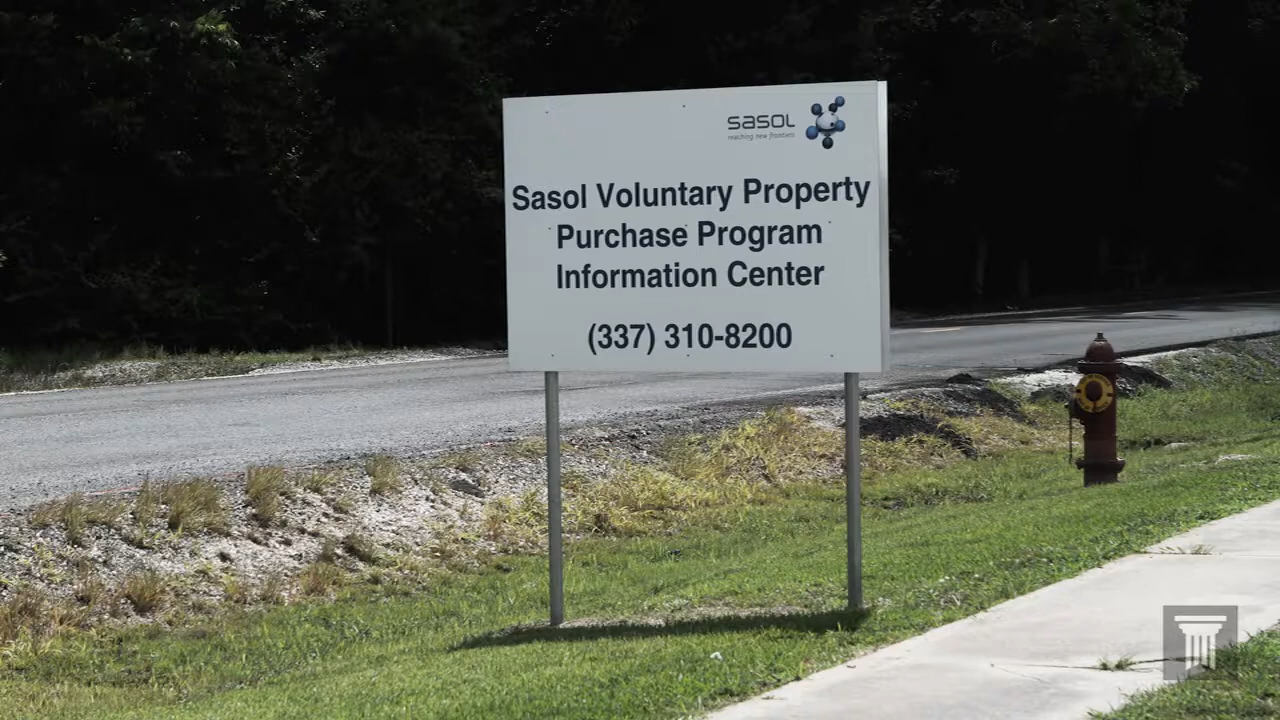 sasol
reaching new frontiers
Sasol Voluntary Property
Purchase Program
Information Center
(337) 310-8200